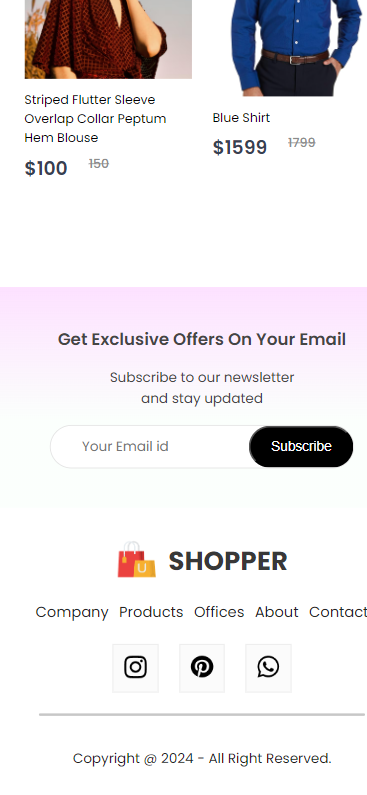 Striped Flutter Sleeve
Overlap Collar Peptum
Hem Blouse
$100 150
Blue Shirt
$1599 1799
Get Exclusive Offers On Your Email
Subscribe to our newsletter
and stay updated
Your Email id Subscribe
U SHOPPER
Company Products Offices About Contact
Copyright @ 2024 - All Right Reserved.